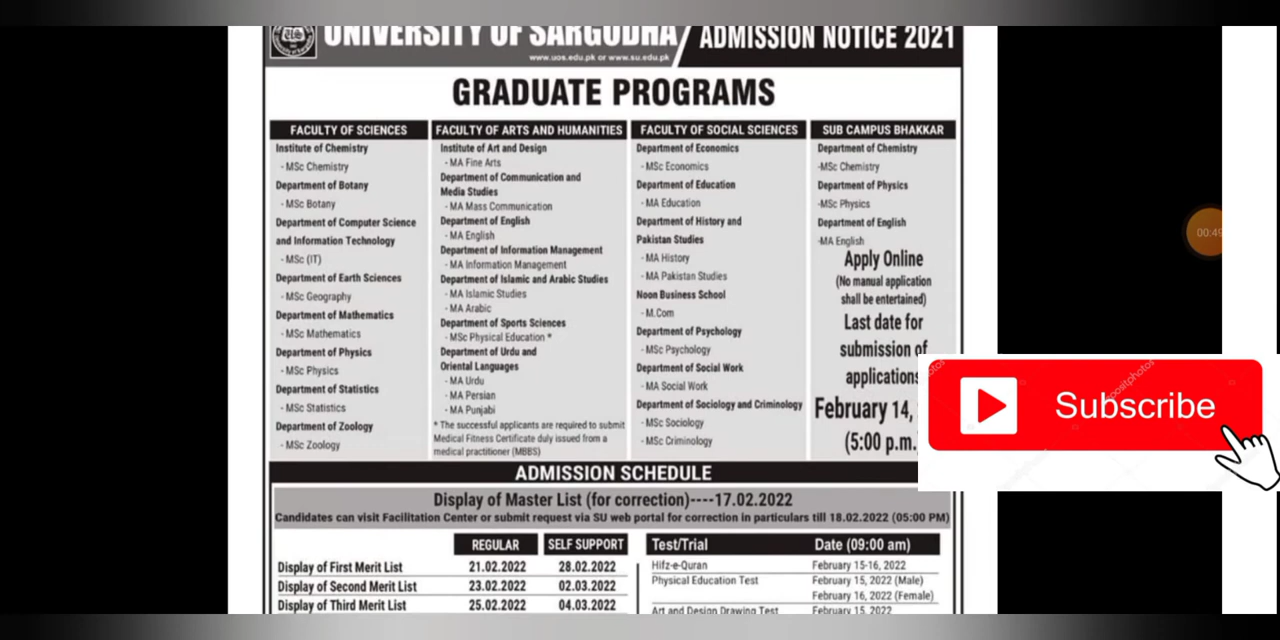 UNIVERSITY OF SARGODHA
ADMISSION NOTICE 2021
www.uos.edu.pk or www.su.edu.pk
GRADUATE PROGRAMS
FACULTY OF SCIENCES
Institute of Chemistry
- MSc Chemistry
Department of Botany
- MSc Botany
Department of Computer Science
and Information Technology
- MSc (IT)
Department of Earth Sciences
- MSc Geography
Department of Mathematics
- MSc Mathematics
Department of Physics
- MSc Physics
Department of Statistics
- MSc Statistics
Department of Zoology
- MSc Zoology
FACULTY OF ARTS AND HUMANITIES
Institute of Art and Design
- MA Fine Arts
Department of Communication and
Media Studies
- MA Mass Communication
Department of English
- MA English
Department of Information Management
- MA Information Management
Department of Islamic and Arabic Studies
- MA Islamic Studies
- MA Arabic
Department of Sports Sciences
- MSc Physical Education *
Department of Urdu and
Oriental Languages
- MA Urdu
- MA Persian
- MA Punjabi
* The successful applicants are required to submit
Medical Fitness Certificate duly issued from a
medical practitioner (MBBS)
FACULTY OF SOCIAL SCIENCES
Department of Economics
- MSc Economics
Department of Education
- MA Education
Department of History and
Pakistan Studies
- MA History
- MA Pakistan Studies
Noon Business School
- M.Com
Department of Psychology
- MSc Psychology
Department of Social Work
- MA Social Work
Department of Sociology and Criminology
- MSc Sociology
- MSc Criminology
SUB CAMPUS BHAKKAR
Department of Chemistry
-MSc Chemistry
Department of Physics
-MSc Physics
Department of English
-MA English
Apply Online
(No manual application
shall be entertained)
Last date for
submission of
applications
February 14,
(5:00 p.m.
00:49
Subscribe
ADMISSION SCHEDULE
Display of Master List (for correction)----17.02.2022
Candidates can visit Facilitation Center or submit request via SU web portal for correction in particulars till 18.02.2022 (05:00 PM)
REGULAR SELF SUPPORT
Display of First Merit List 21.02.2022 28.02.2022
Display of Second Merit List 23.02.2022 02.03.2022
Display of Third Merit List 25.02.2022 04.03.2022
Test/Trial Date (09:00 am)
Hifz-e-Quran February 15-16, 2022
Physical Education Test February 15, 2022 (Male)
February 16, 2022 (Female)
Art and Design Drawing Test February 15, 2022